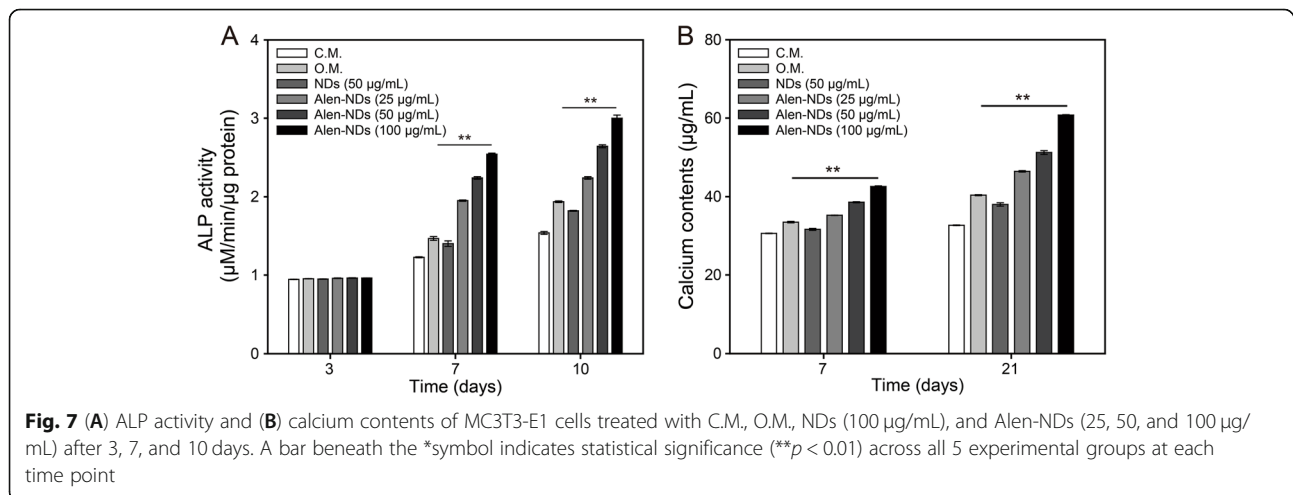 A
4
3
2
1
0
ALP activity
(μM/min/μg protein)
C.M.
O.M.
NDs (50 μg/mL)
Alen-NDs (25 μg/mL)
Alen-NDs (50 μg/mL)
Alen-NDs (100 μg/mL)
**
**
3
7
10
Time (days)
B
80
60
40
20
0
Calcium contents (μg/mL)
C.M.
O.M.
NDs (50 μg/mL)
Alen-NDs (25 μg/mL)
Alen-NDs (50 μg/mL)
Alen-NDs (100 μg/mL)
**
**
7
21
Time (days)
Fig. 7 (A) ALP activity and (B) calcium contents of MC3T3-E1 cells treated with C.M., O.M., NDs (100 μg/mL), and Alen-NDs (25, 50, and 100 μg/
mL) after 3, 7, and 10 days. A bar beneath the *symbol indicates statistical significance (**p < 0.01) across all 5 experimental groups at each
time point